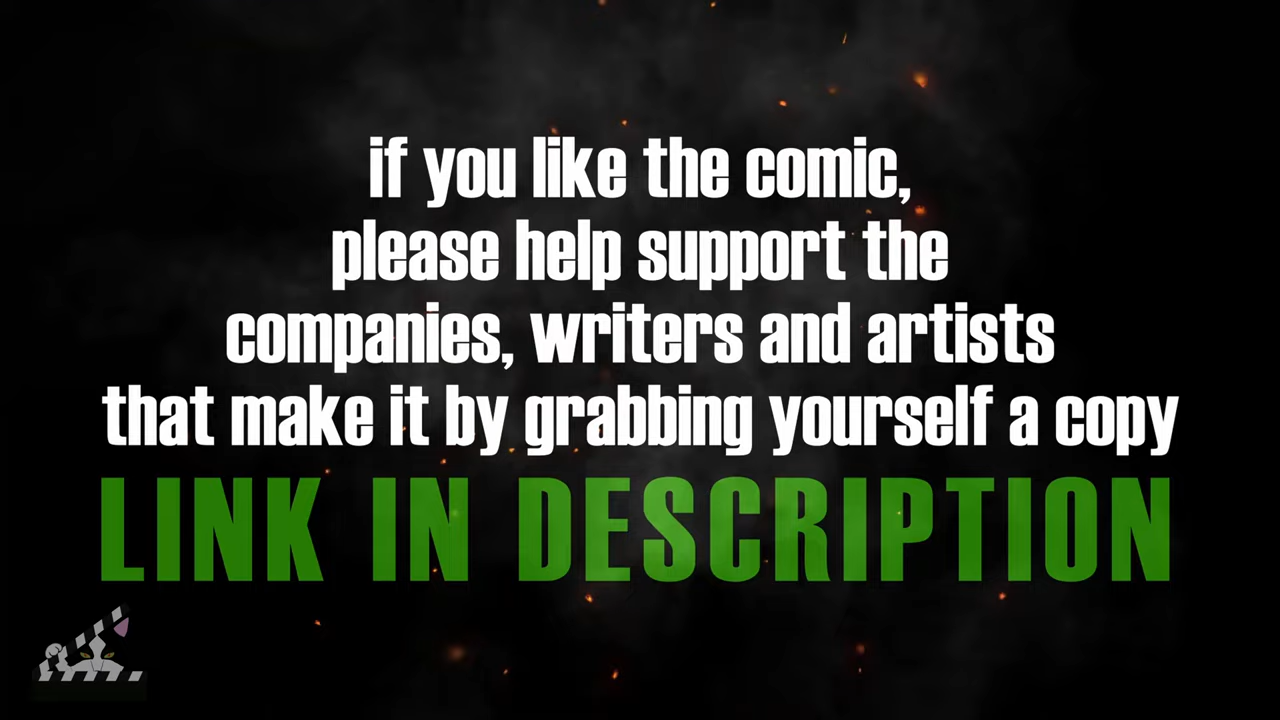 if you like the comic,
please help support the
companies, writers and artists
that make it by grabbing yourself a copy
LINK IN DESCRIPTION